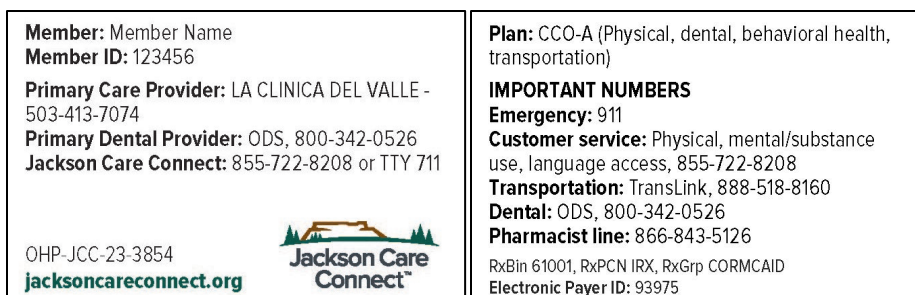 Member: Member Name
Member ID: 123456
Primary Care Provider: LA CLINICA DEL VALLE -
503-413-7074
Primary Dental Provider: ODS, 800-342-0526
Jackson Care Connect: 855-722-8208 or TTY 711
OHP-JCC-23-3854
jacksoncareconnect.org
Jackson Care
Connect™
Plan: CCO-A (Physical, dental, behavioral health,
transportation)
IMPORTANT NUMBERS
Emergency: 911
Customer service: Physical, mental/substance
use, language access, 855-722-8208
Transportation: TransLink, 888-518-8160
Dental: ODS, 800-342-0526
Pharmacist line: 866-843-5126
RxBin 61001, RxPCN IRX, RxGrp CORMCAID
Electronic Payer ID: 93975